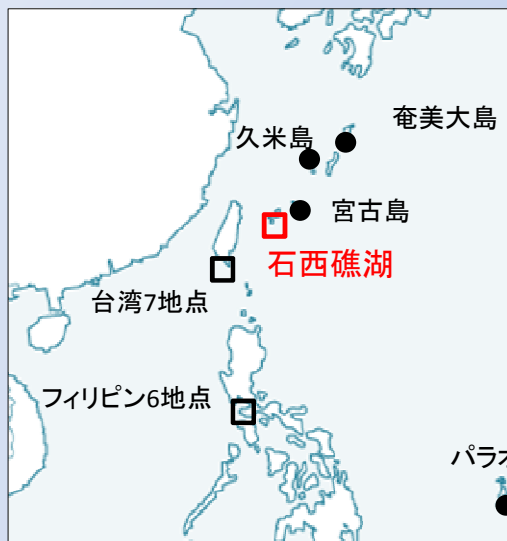 奄美大島
久米島
宮古島
石西礁湖
台湾7地点
フィリピン6地点
パラオ